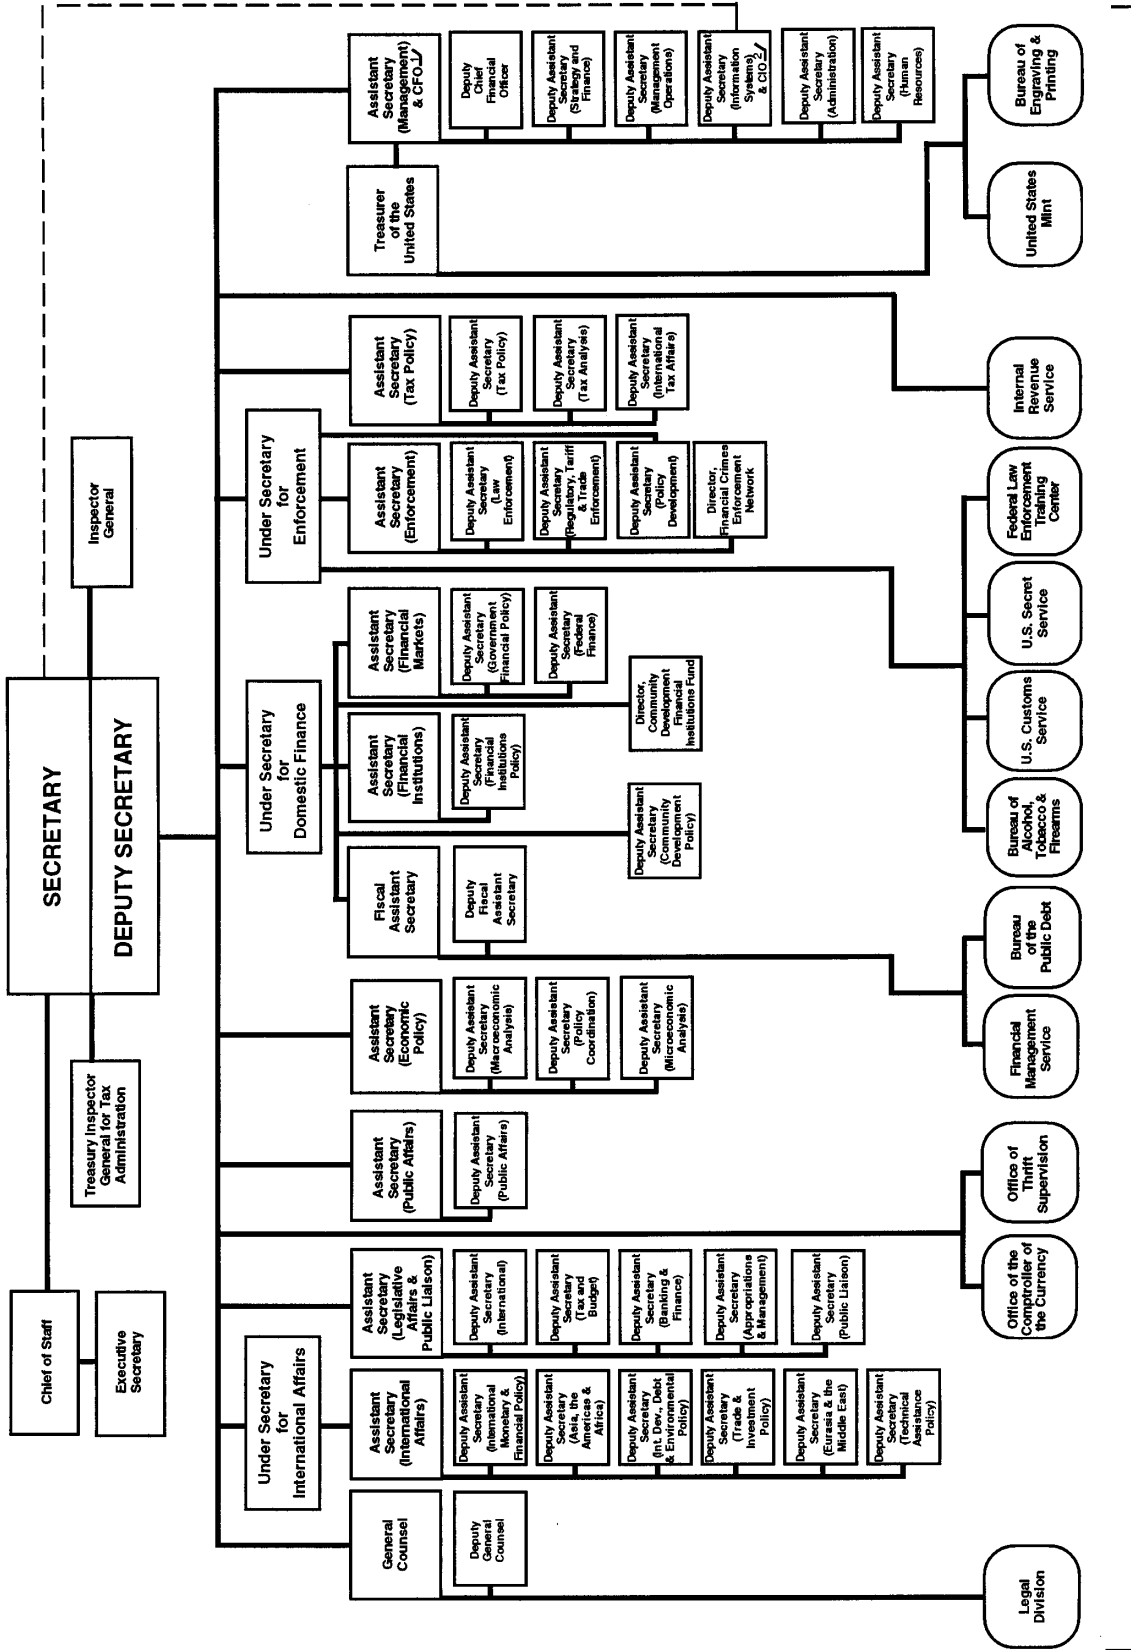 SECRETARY
DEPUTY SECRETARY
Chief of Staff
Executive
Secretary
Treasury Inspector
General for Tax
Administration
Inspector
General
Under Secretary
for
International Affairs
Under Secretary
for
Domestic Finance
Under Secretary
for
Enforcement
General
Counsel
Deputy
General
Counsel
Assistant
Secretary
(International
Affairs)
Deputy Assistant
Secretary
(International
Monetary &
Financial Policy)
Deputy Assistant
Secretary
(Asia, the
Americas &
Africa)
Deputy Assistant
Secretary
(Int. Dev., Debt
& Environmental
Policy)
Deputy Assistant
Secretary
(Trade &
Investment
Policy)
Deputy Assistant
Secretary
(Eurasia & the
Middle East)
Deputy Assistant
Secretary
(Technical
Assistance
Policy)
Assistant
Secretary
(Legislative
Affairs &
Public Liaison)
Deputy Assistant
Secretary
(International)
Deputy Assistant
Secretary
(Tax and
Budget)
Deputy Assistant
Secretary
(Banking &
Finance)
Deputy Assistant
Secretary
(Appropriations
& Management)
Deputy Assistant
Secretary
(Public Liaison)
Assistant
Secretary
(Public Affairs)
Deputy Assistant
Secretary
(Public Affairs)
Assistant
Secretary
(Economic
Policy)
Deputy Assistant
Secretary
(Macroeconomic
Analysis)
Deputy Assistant
Secretary
(Policy
Coordination)
Deputy Assistant
Secretary
(Microeconomic
Analysis)
Fiscal
Assistant
Secretary
Deputy
Fiscal
Assistant
Secretary
Deputy Assistant
Secretary
(Community
Development
Policy)
Assistant
Secretary
(Financial
Institutions)
Deputy Assistant
Secretary
(Financial
Institutions
Policy)
Director,
Community
Development
Financial
Institutions Fund
Assistant
Secretary
(Financial
Markets)
Deputy Assistant
Secretary
(Government
Financial Policy)
Deputy Assistant
Secretary
(Federal
Finance)
Assistant
Secretary
(Enforcement)
Deputy Assistant
Secretary
(Law
Enforcement)
Deputy Assistant
Secretary
(Regulatory, Tariff
& Trade
Enforcement)
Deputy Assistant
Secretary
(Policy
Development)
Director,
Financial Crimes
Enforcement
Network
Assistant
Secretary
(Tax Policy)
Deputy Assistant
Secretary
(Tax Policy)
Deputy Assistant
Secretary
(Tax Analysis)
Deputy Assistant
Secretary
(International
Tax Affairs)
Treasurer
of the
United States
Assistant
Secretary
(Management)
& CFO 1/
Deputy
Chief
Financial
Officer
Deputy Assistant
Secretary
(Strategy and
Finance)
Deputy Assistant
Secretary
(Management
Operations)
Deputy Assistant
Secretary
(Information
Systems)
& CIO 2/
Deputy Assistant
Secretary
(Administration)
Deputy Assistant
Secretary
(Human
Resources)
Legal
Division
Office of the
Comptroller of
the Currency
Office of
Thrift
Supervision
Financial
Management
Service
Bureau
of the
Public Debt
Bureau of
Alcohol,
Tobacco &
Firearms
U.S. Customs
Service
U.S. Secret
Service
Federal Law
Enforcement
Training
Center
Internal
Revenue
Service
United States
Mint
Bureau of
Engraving &
Printing